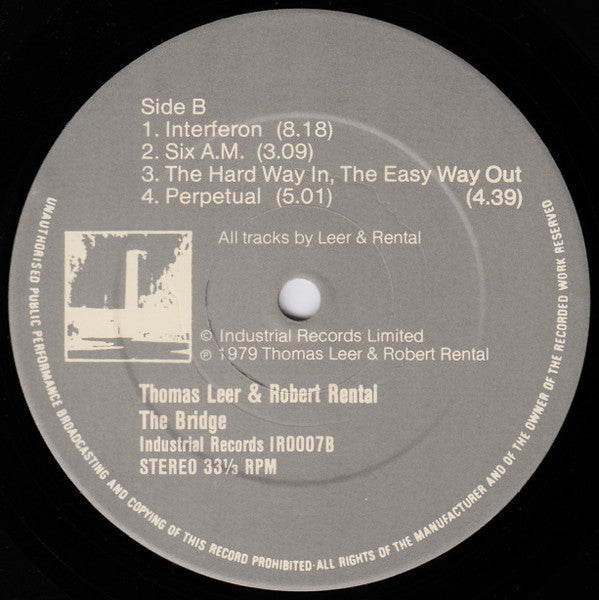 Side B
1. Interferon (8.18)
2. Six A.M. (3.09)
3. The Hard Way In, The Easy Way Out
4. Perpetual (5.01) (4.39)
All tracks by Leer & Rental
© Industrial Records Limited
℗ 1979 Thomas Leer & Robert Rental
Thomas Leer & Robert Rental
The Bridge
Industrial Records IR0007B
STEREO 33⅓ RPM
UNAUTHORISED PUBLIC PERFORMANCE BROADCASTING AND COPYING OF THIS RECORD PROHIBITED·ALL RIGHTS OF THE MANUFACTURER AND OF THE OWNER OF THE RECORDED WORK RESERVED